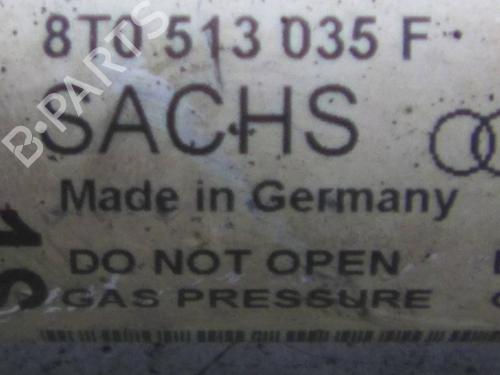 8T0 513 035 F
SACHS
Made in Germany
DO NOT OPEN
GAS PRESSURE
B-PARTS